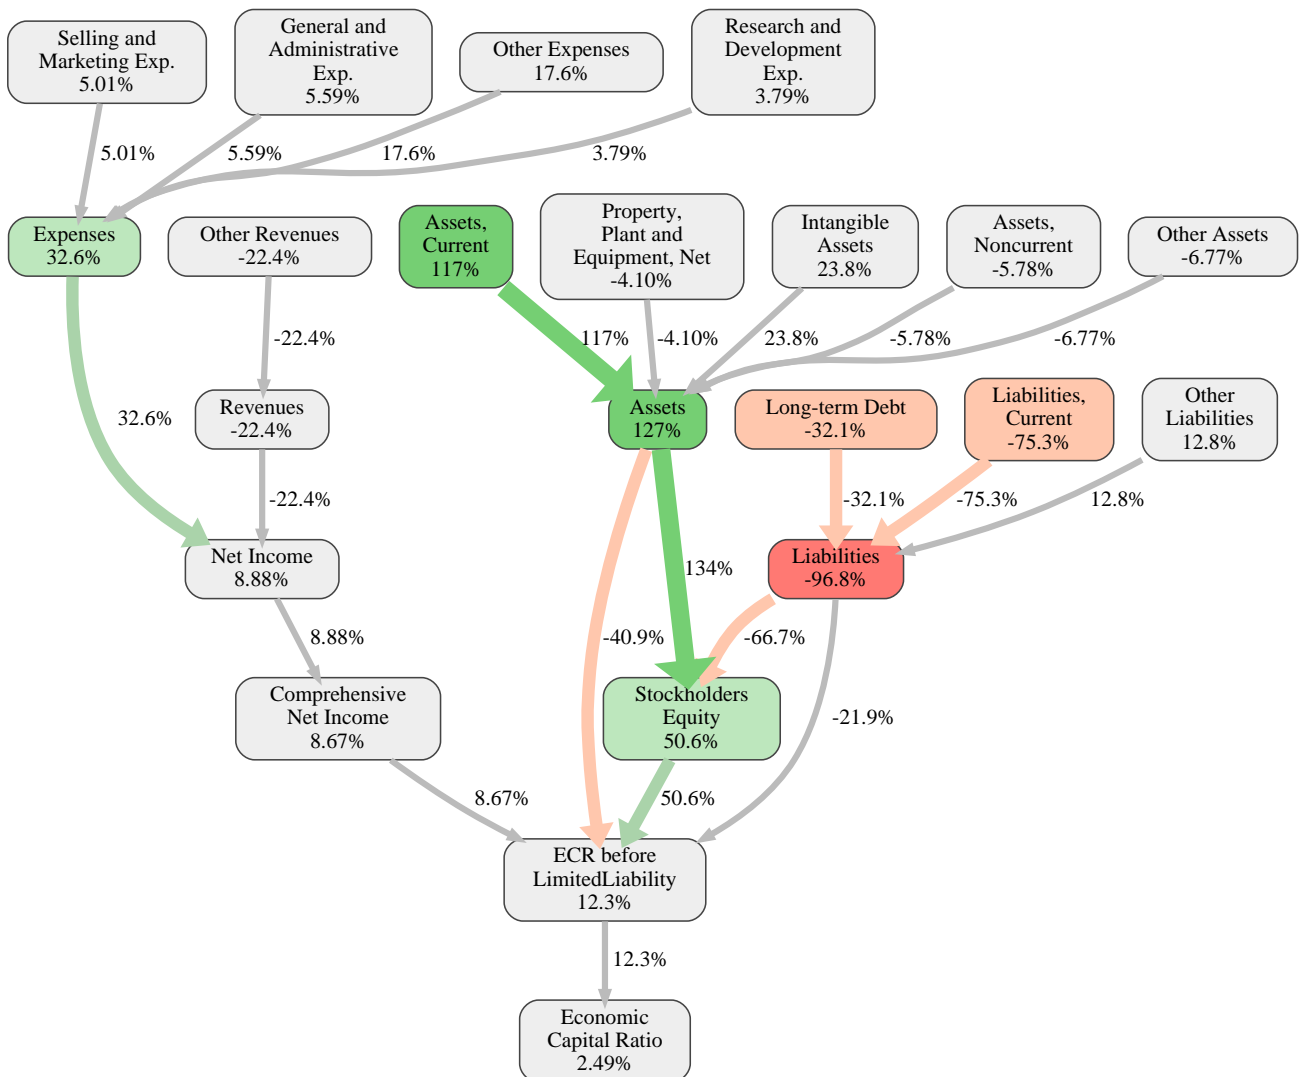 Selling and
Marketing Exp.
5.01%
General and
Administrative
Exp.
5.59%
Other Expenses
17.6%
Research and
Development
Exp.
3.79%
5.01%
5.59%
17.6%
3.79%
Expenses
32.6%
Other Revenues
-22.4%
Assets,
Current
117%
Property,
Plant and
Equipment, Net
-4.10%
Intangible
Assets
23.8%
Assets,
Noncurrent
-5.78%
Other Assets
-6.77%
-22.4%
117%
-4.10%
23.8%
-5.78%
-6.77%
32.6%
Revenues
-22.4%
Assets
127%
Long-term Debt
-32.1%
Liabilities,
Current
-75.3%
Other
Liabilities
12.8%
-22.4%
-32.1%
-75.3%
12.8%
Net Income
8.88%
134%
Liabilities
-96.8%
8.88%
-40.9%
-66.7%
Comprehensive
Net Income
8.67%
Stockholders
Equity
50.6%
-21.9%
8.67%
50.6%
ECR before
LimitedLiability
12.3%
12.3%
Economic
Capital Ratio
2.49%